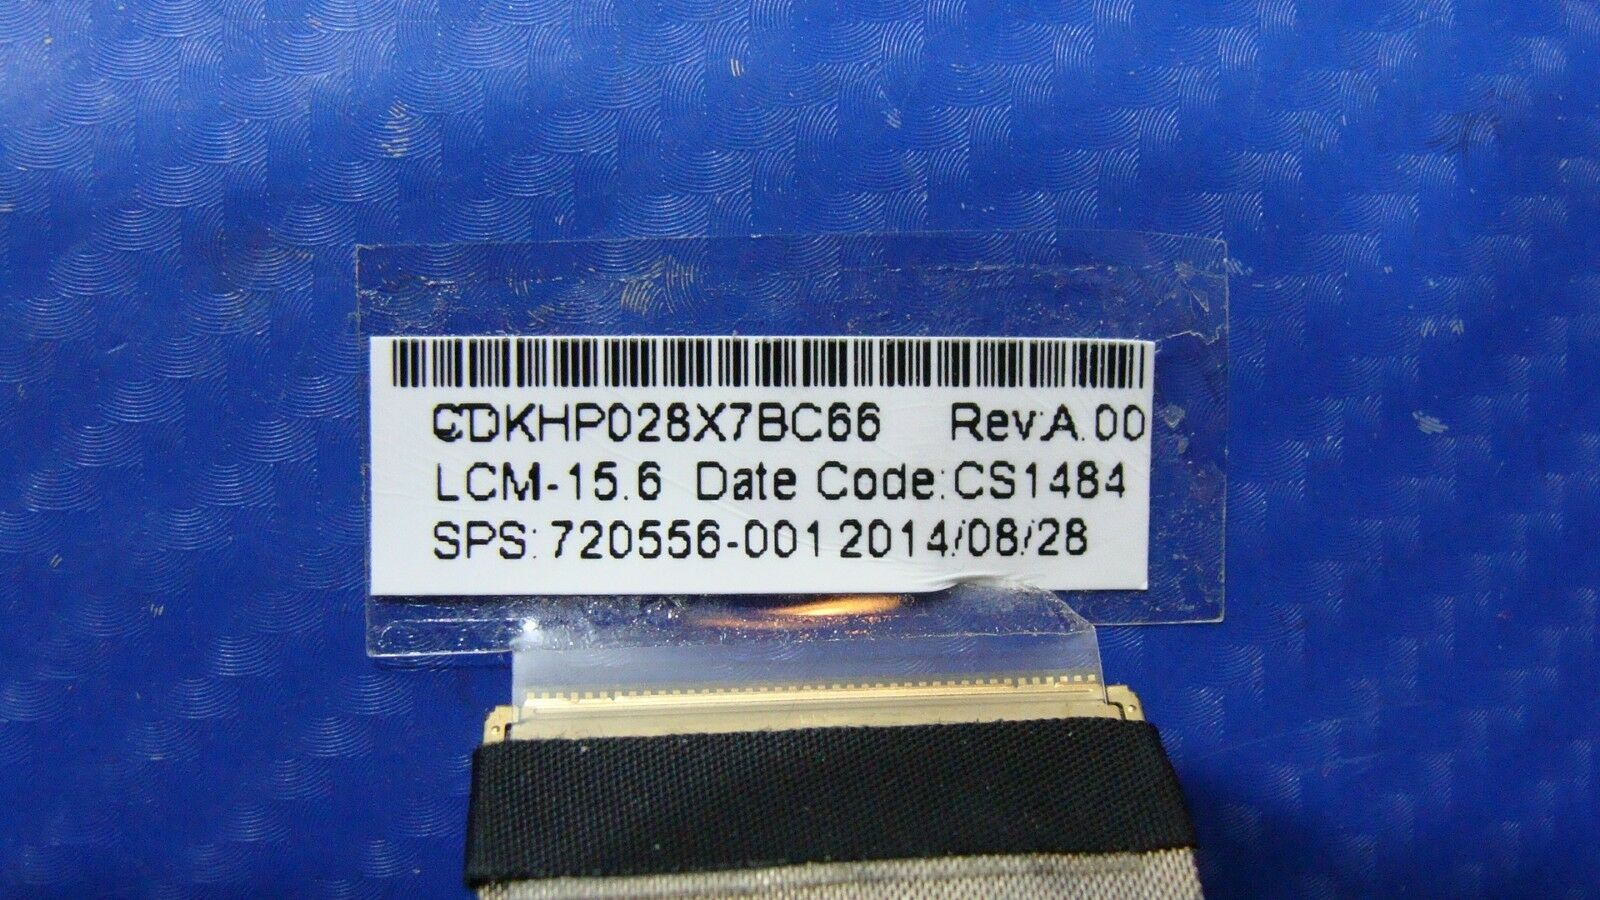 CDKHP028X7BC66 Rev:A.00
LCM-15.6 Date Code:CS1484
SPS:720556-001 2014/08/28